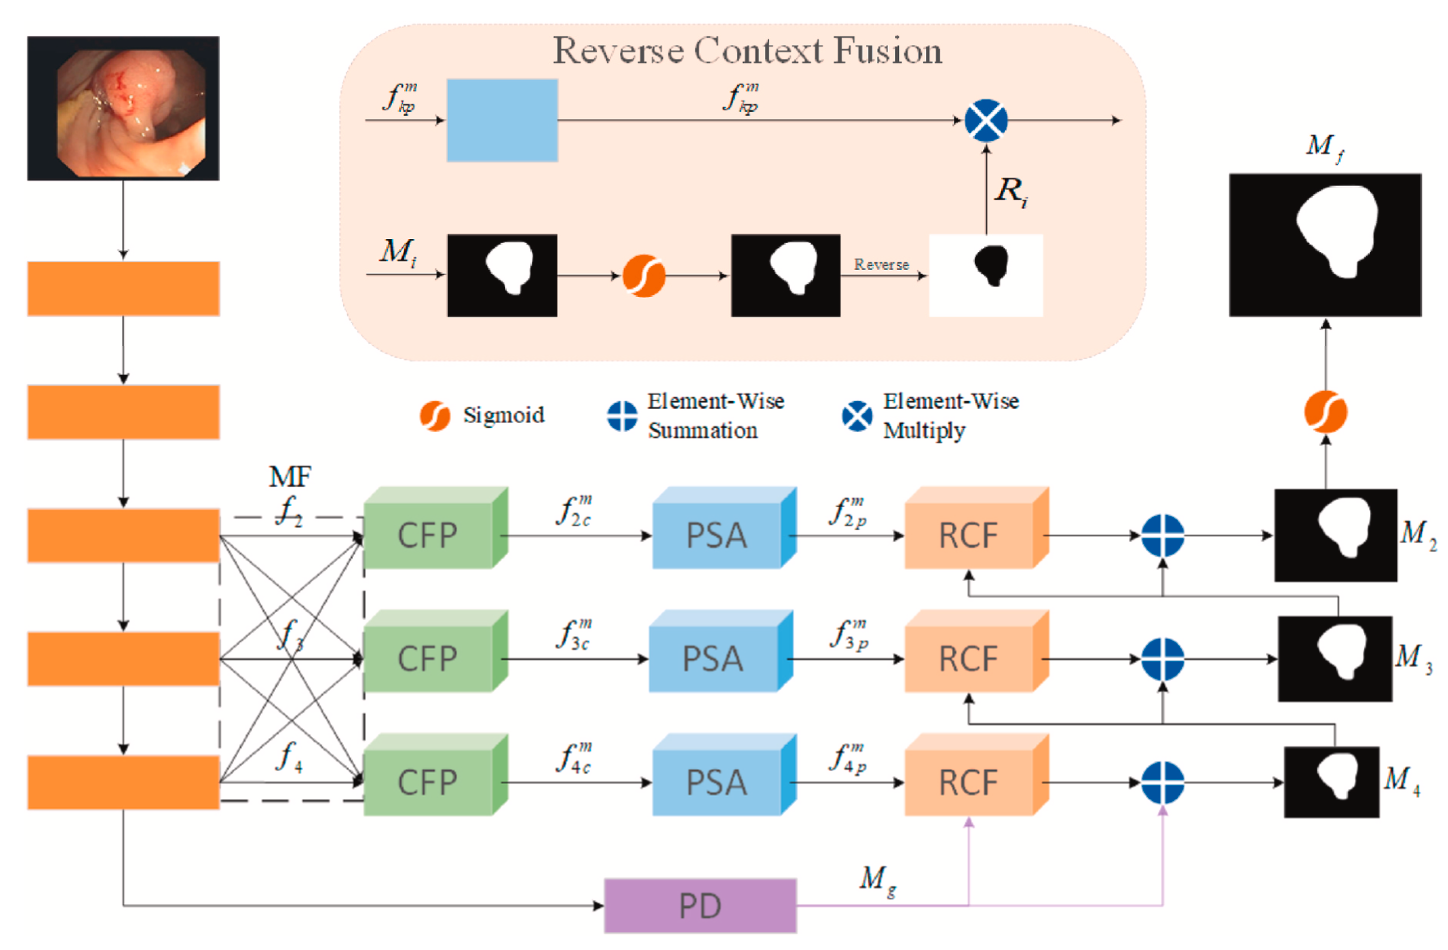 Reverse Context Fusion
f_{kp}^{m}
f_{kp}^{m}
R_i
M_i
Reverse
M_f
Sigmoid
Element-Wise
Summation
Element-Wise
Multiply
MF
f_2
CFP
f_{2c}^{m}
PSA
f_{2p}^{m}
RCF
M_2
f_3
CFP
f_{3c}^{m}
PSA
f_{3p}^{m}
RCF
M_3
f_4
CFP
f_{4c}^{m}
PSA
f_{4p}^{m}
RCF
M_4
PD
M_g